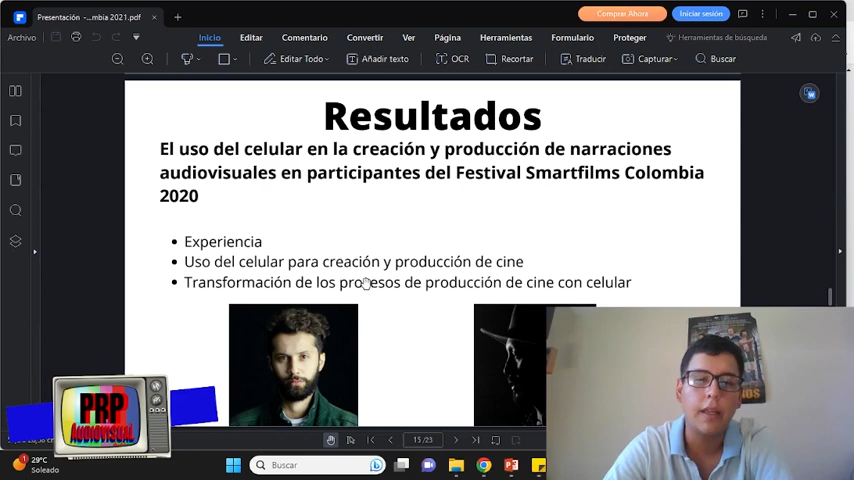 Presentación -...mbia 2021.pdf
Comprar Ahora
Iniciar sesión
Archivo
Inicio
Editar
Comentario
Convertir
Ver
Página
Herramientas
Formulario
Proteger
Herramientas de búsqueda
Editar Todo
Añadir texto
OCR
Recortar
Traducir
Capturar
Buscar
Resultados
El uso del celular en la creación y producción de narraciones
audiovisuales en participantes del Festival Smartfilms Colombia
2020
• Experiencia
• Uso del celular para creación y producción de cine
• Transformación de los procesos de producción de cine con celular
PRP
AUDIOVISUAL
15 /23
29°C
Soleado
Buscar